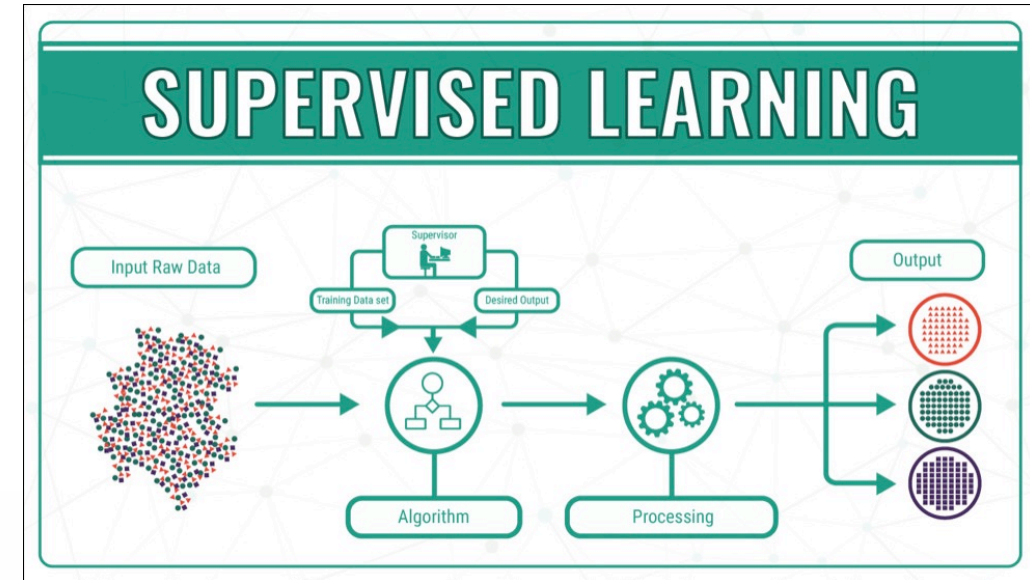 SUPERVISED LEARNING
Input Raw Data
Supervisor
Training Data set
Desired Output
Algorithm
Processing
Output